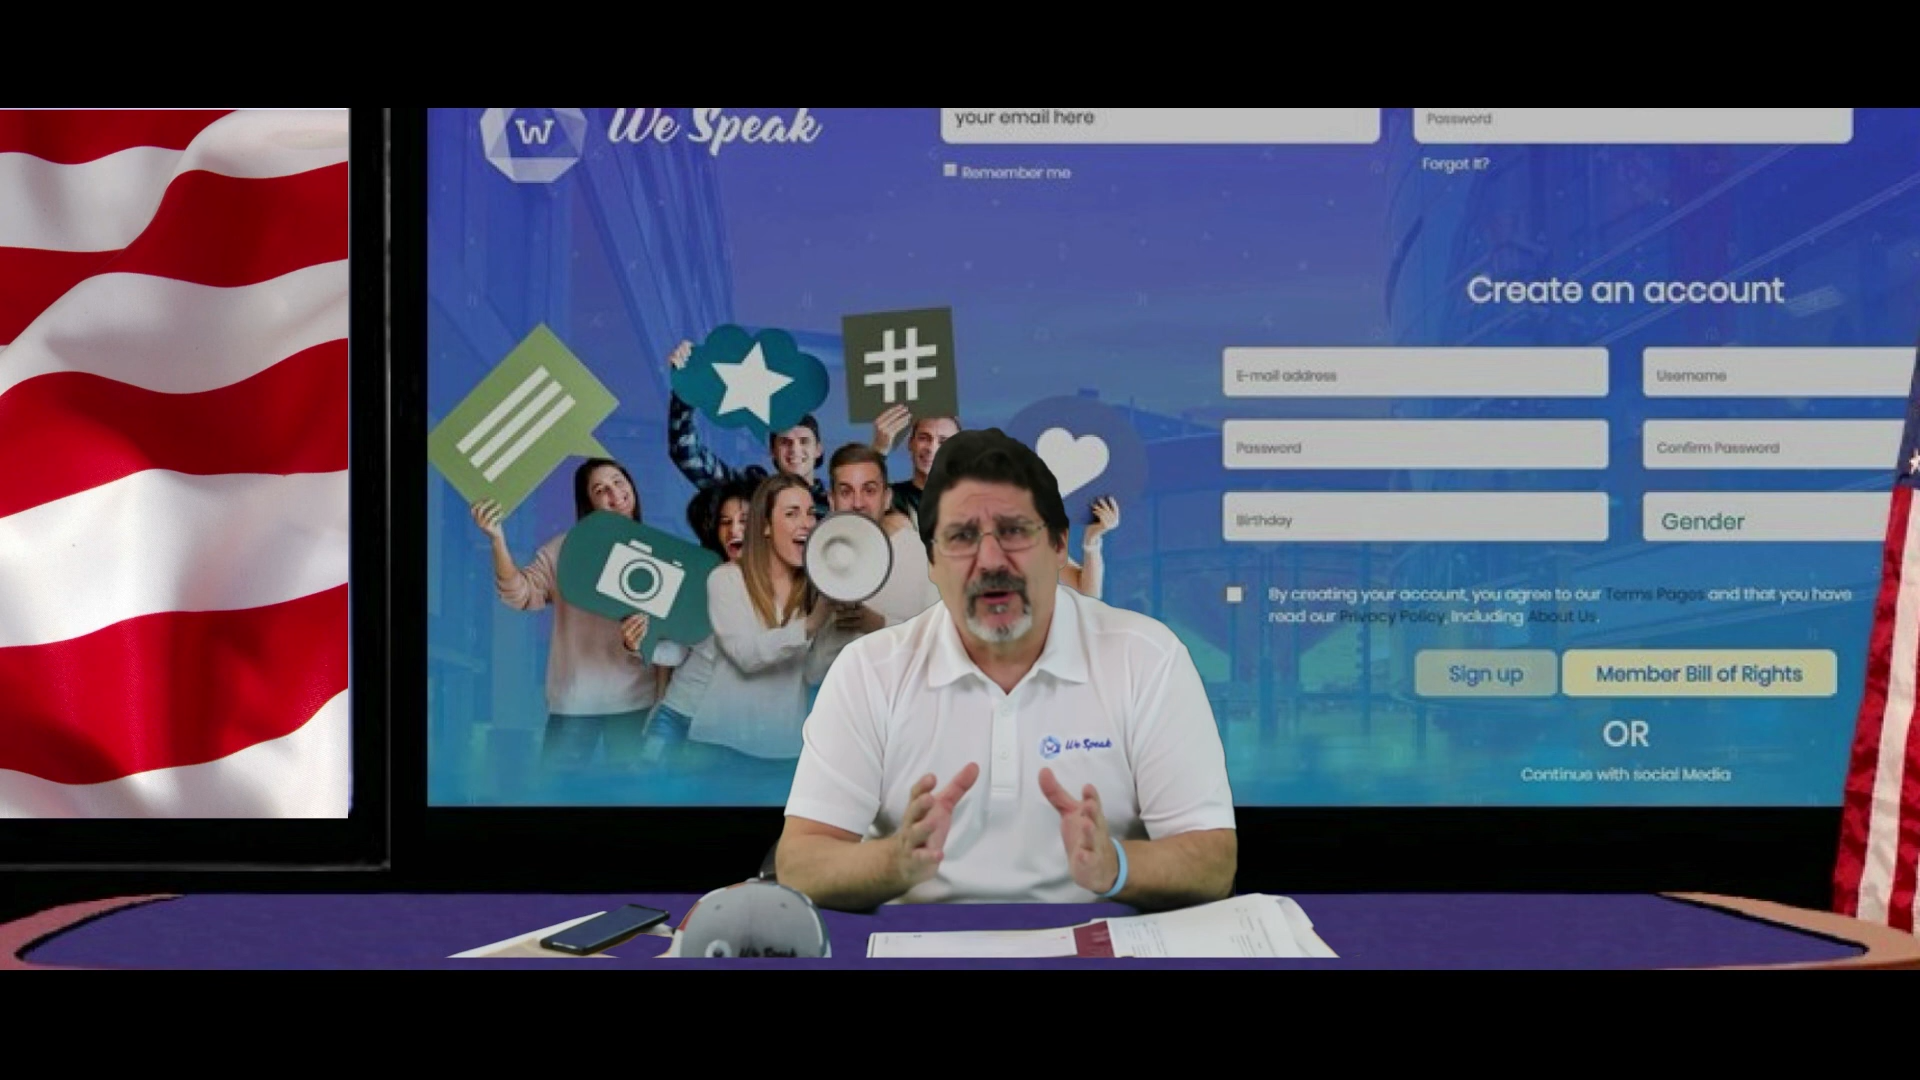 W
We Speak
your email here
Password
Remember me
Forgot It?
Create an account
E-mail address
Username
Password
Confirm Password
Birthday
Gender
By creating your account, you agree to our Terms Pages and that you have
read our Privacy Policy, Including About Us.
Sign up
Member Bill of Rights
OR
Continue with social Media
#
We Speak
We Speak